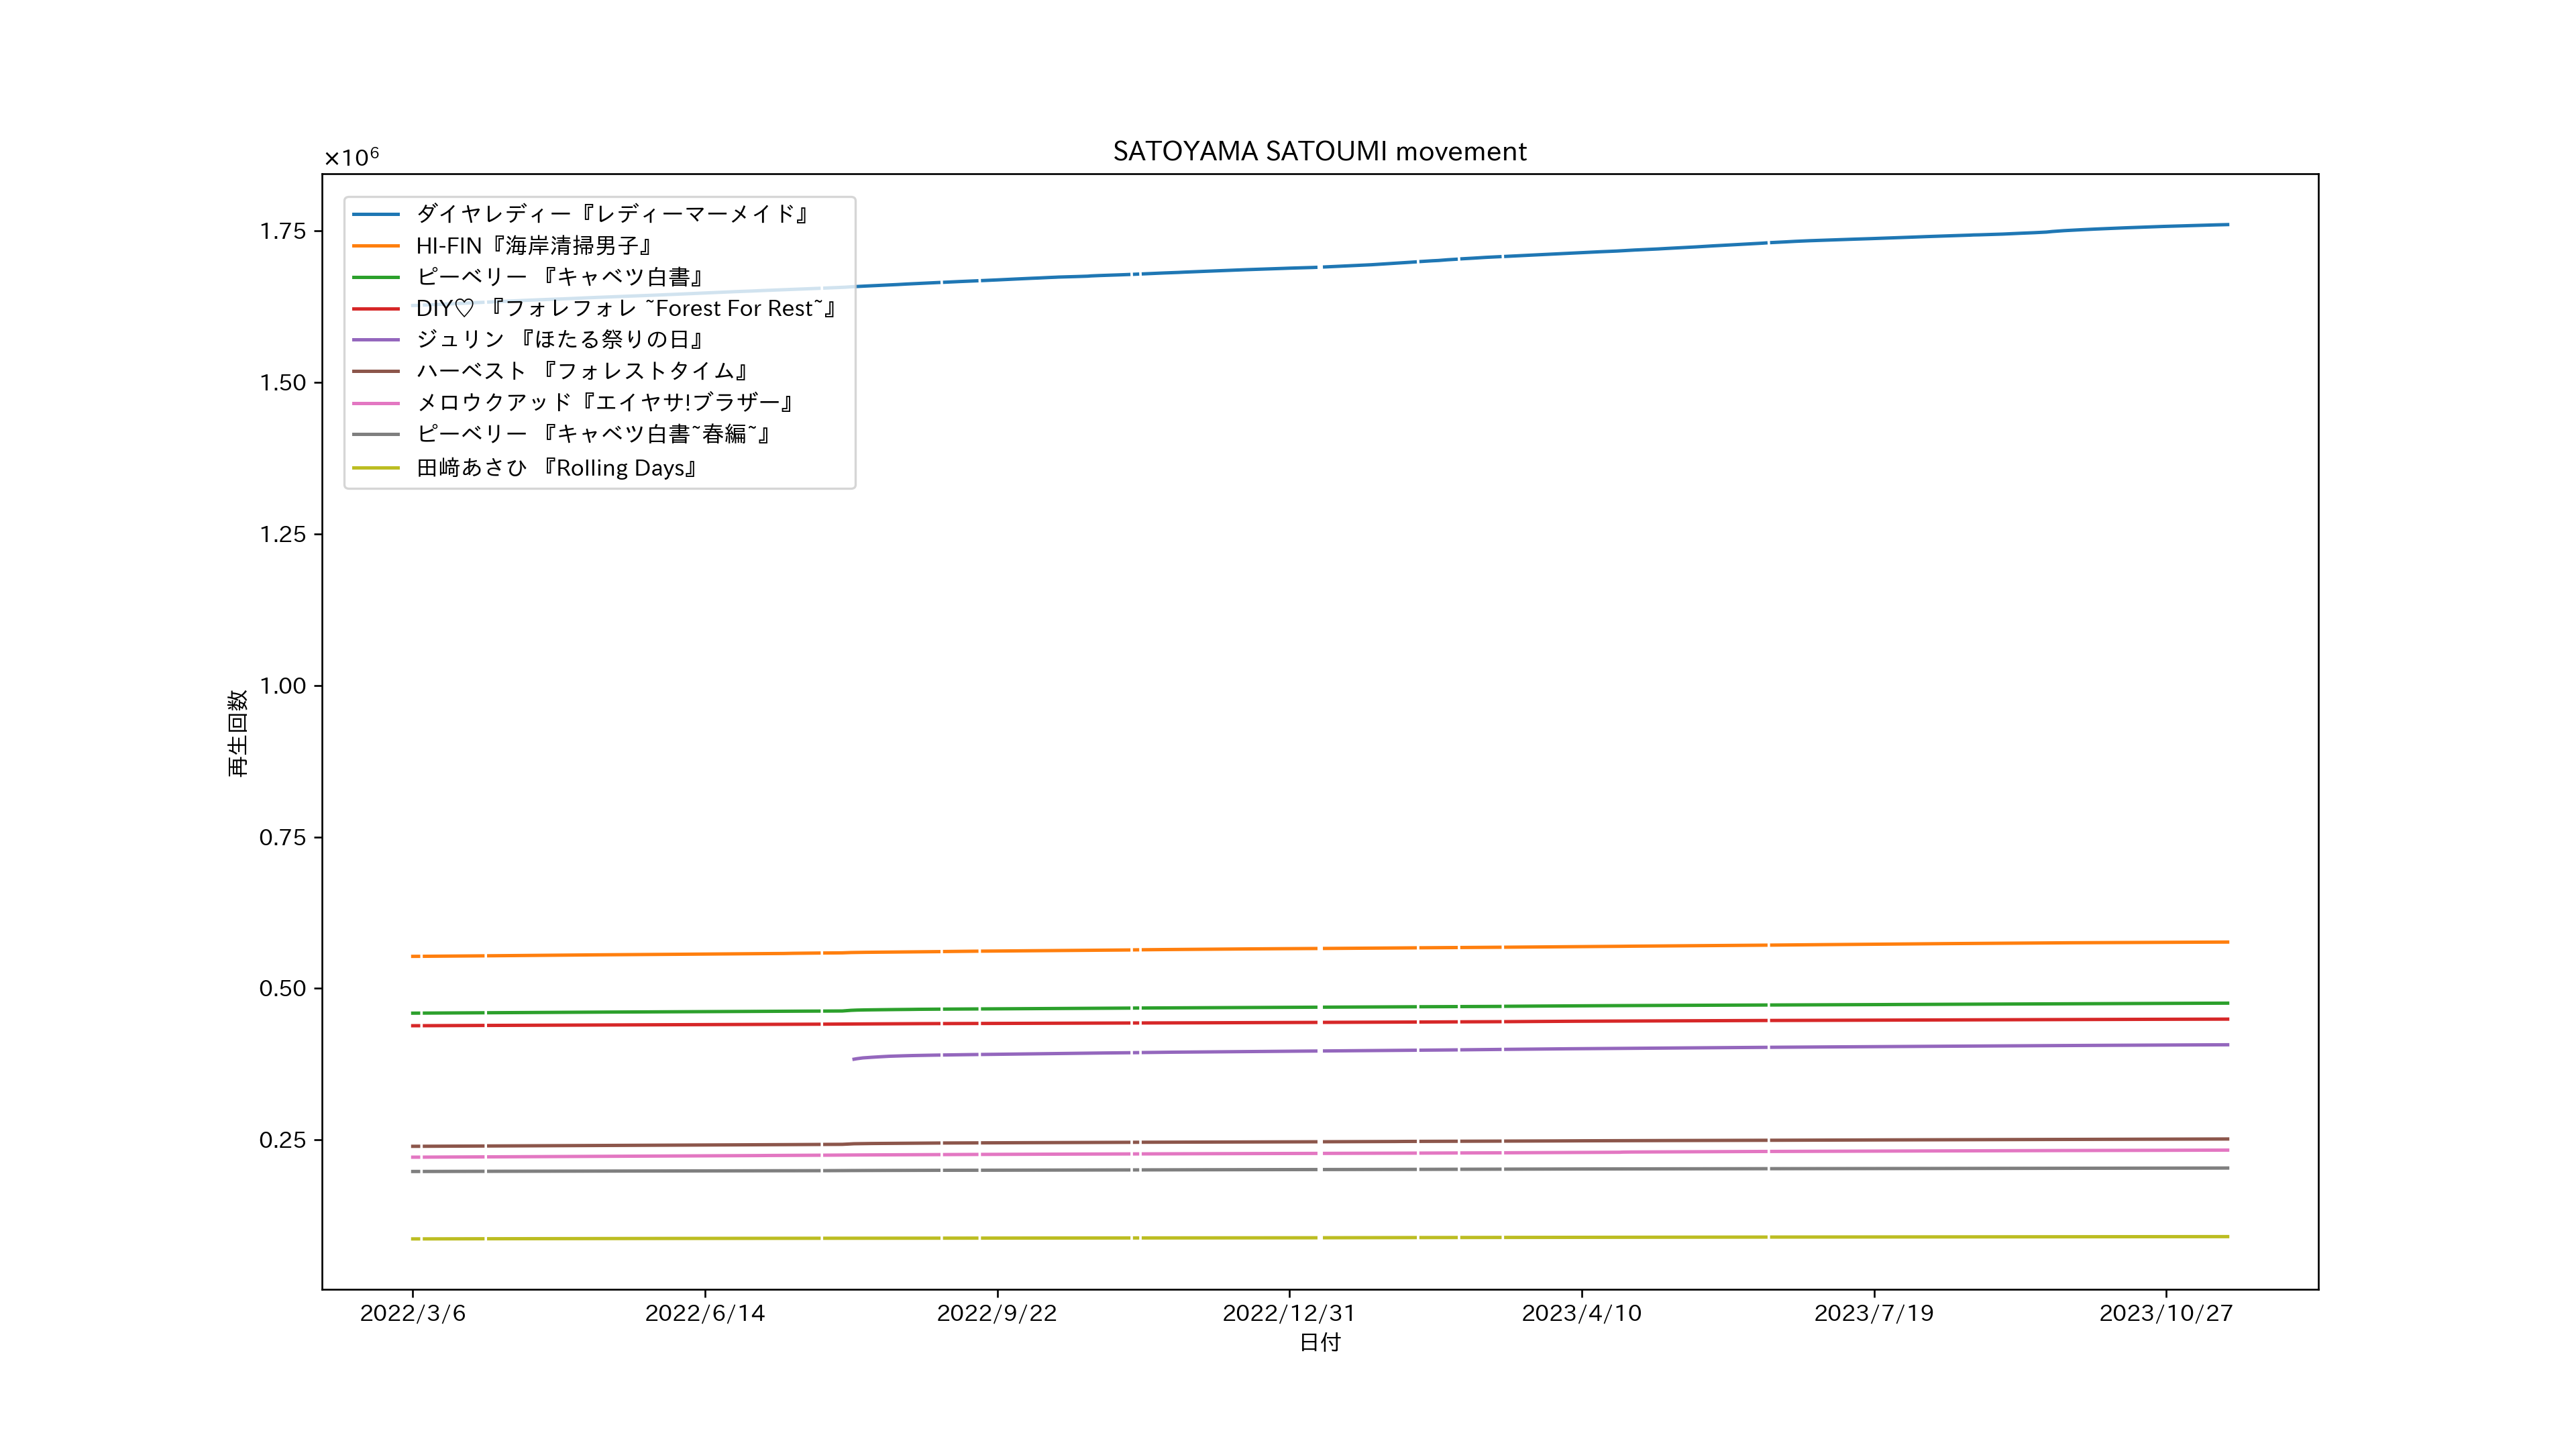 SATOYAMA SATOUMI movement
×10⁶
ダイヤレディー『レディーマーメイド』
HI-FIN『海岸清掃男子』
ピーベリー 『キャベツ白書』
DIY♡ 『フォレフォレ ~Forest For Rest~』
ジュリン 『ほたる祭りの日』
ハーベスト 『フォレストタイム』
メロウクアッド『エイヤサ!ブラザー』
ピーベリー 『キャベツ白書~春編~』
田﨑あさひ 『Rolling Days』
1.75
1.50
1.25
1.00
0.75
0.50
0.25
再生回数
2022/3/6 2022/6/14 2022/9/22 2022/12/31 2023/4/10 2023/7/19 2023/10/27
日付